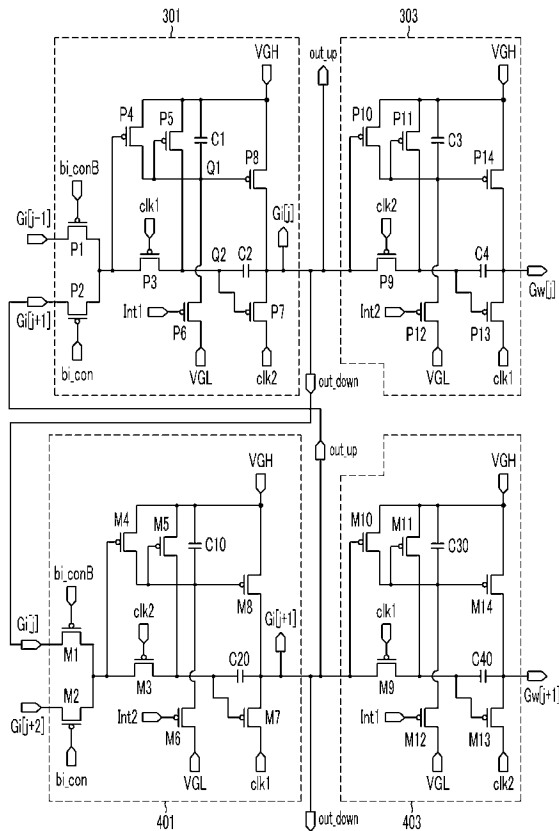 301
303
out_up
VGH
VGH
P4
P5
C1
P8
P10
P11
C3
P14
Q1
bi_conB
clk1
Gi[j]
clk2
Gi[j-1]
P1
P3
Q2
C2
P9
C4
Gw[j]
P2
Gi[j+1]
Int1
P6
P7
Int2
P12
P13
bi_con
VGL
clk2
VGL
clk1
out_down
out_up
VGH
VGH
M4
M5
C10
M8
M10
M11
C30
M14
bi_conB
clk2
Gi[j+1]
clk1
Gi[j]
M1
M3
C20
M9
C40
Gw[j+1]
M2
Gi[j+2]
Int2
M6
M7
Int1
M12
M13
bi_con
VGL
clk1
VGL
clk2
out_down
401
403